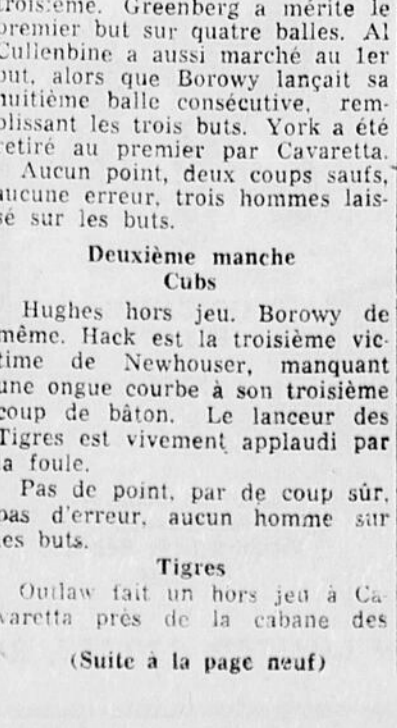 trois:ème. Greenberg a mérite le
premier but sur quatre balles. Al
Cullenbine a aussi marché au 1er
but, alors que Borowy lançait sa
huitième balle consécutive, rem-
plissant les trois buts. York a été
retiré au premier par Cavaretta.
Aucun point, deux coups saufs,
aucune erreur, trois hommes lais-
sé sur les buts.
Deuxième manche
Cubs
Hughes hors jeu. Borowy de
même. Hack est la troisième vic-
time de Newhouser, manquant
une ongue courbe à son troisième
coup de bâton. Le lanceur des
Tigres est vivement applaudi par
la foule.
Pas de point, par de coup sûr,
pas d'erreur, aucun homme sur
les buts.
Tigres
Outlaw fait un hors jeu à Ca-
varetta près de la cabane des
(Suite à la page neuf)